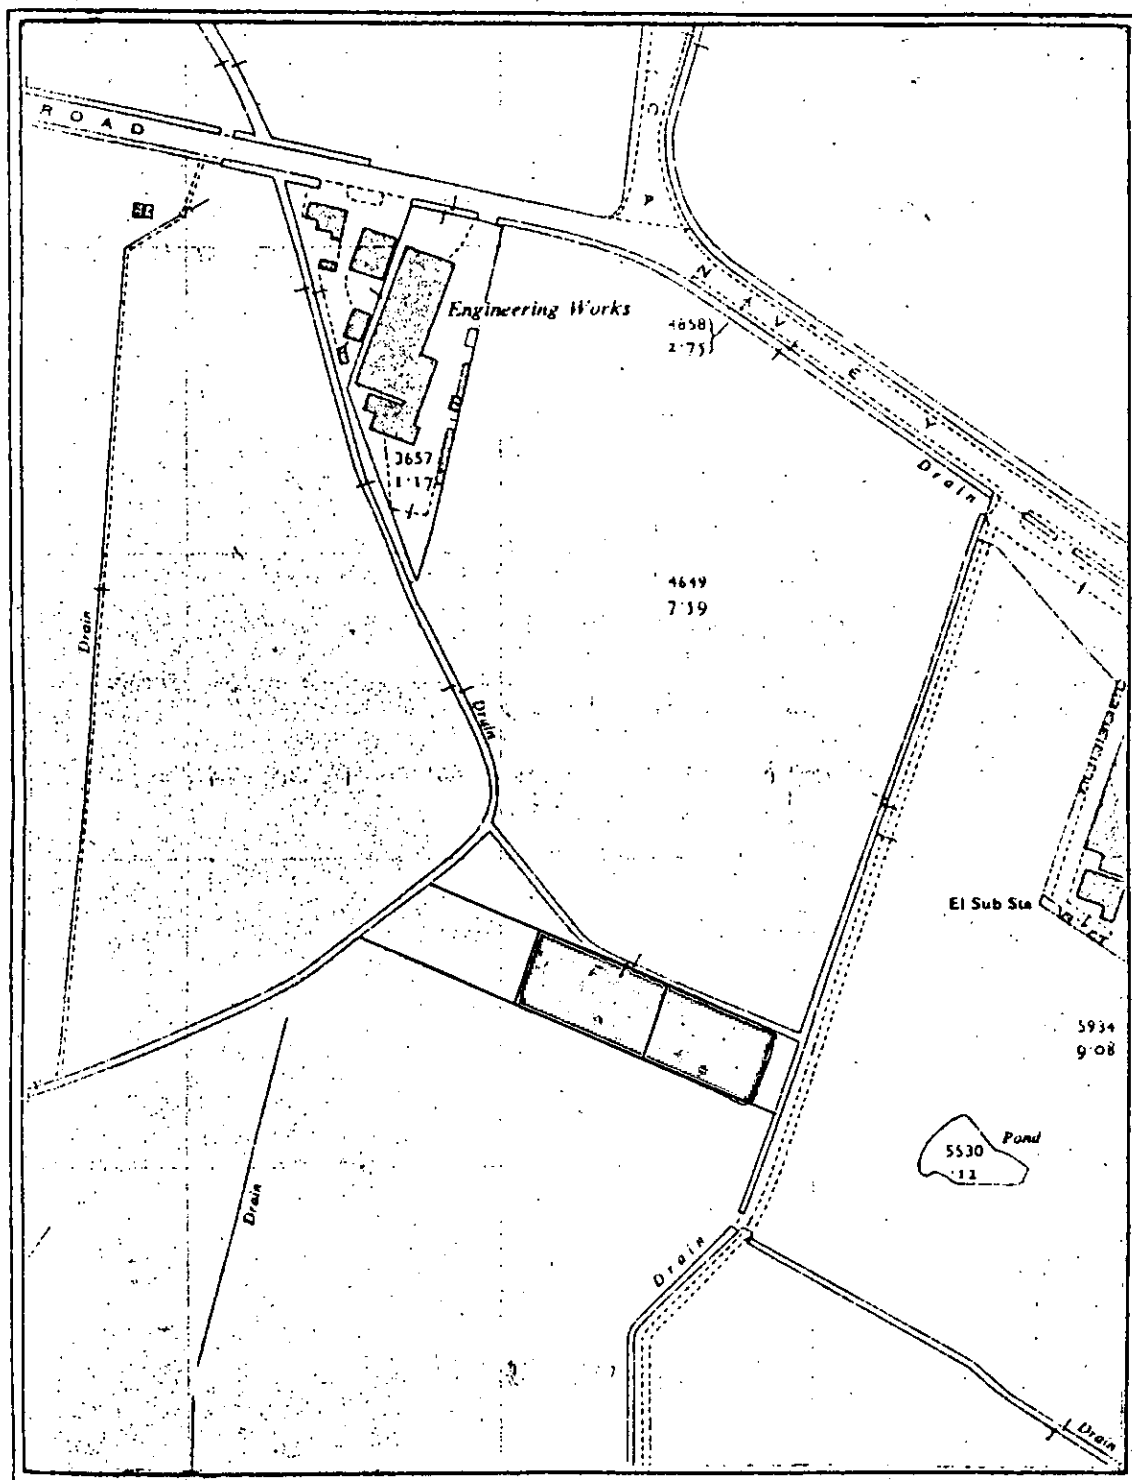 ROAD
Engineering Works
4658
2·75
3657
1·17
Drain
4649
7·39
Drain
Drain
El Sub Sta
5934
9·08
Pond
5530
·12
Drain
Drain
Drain